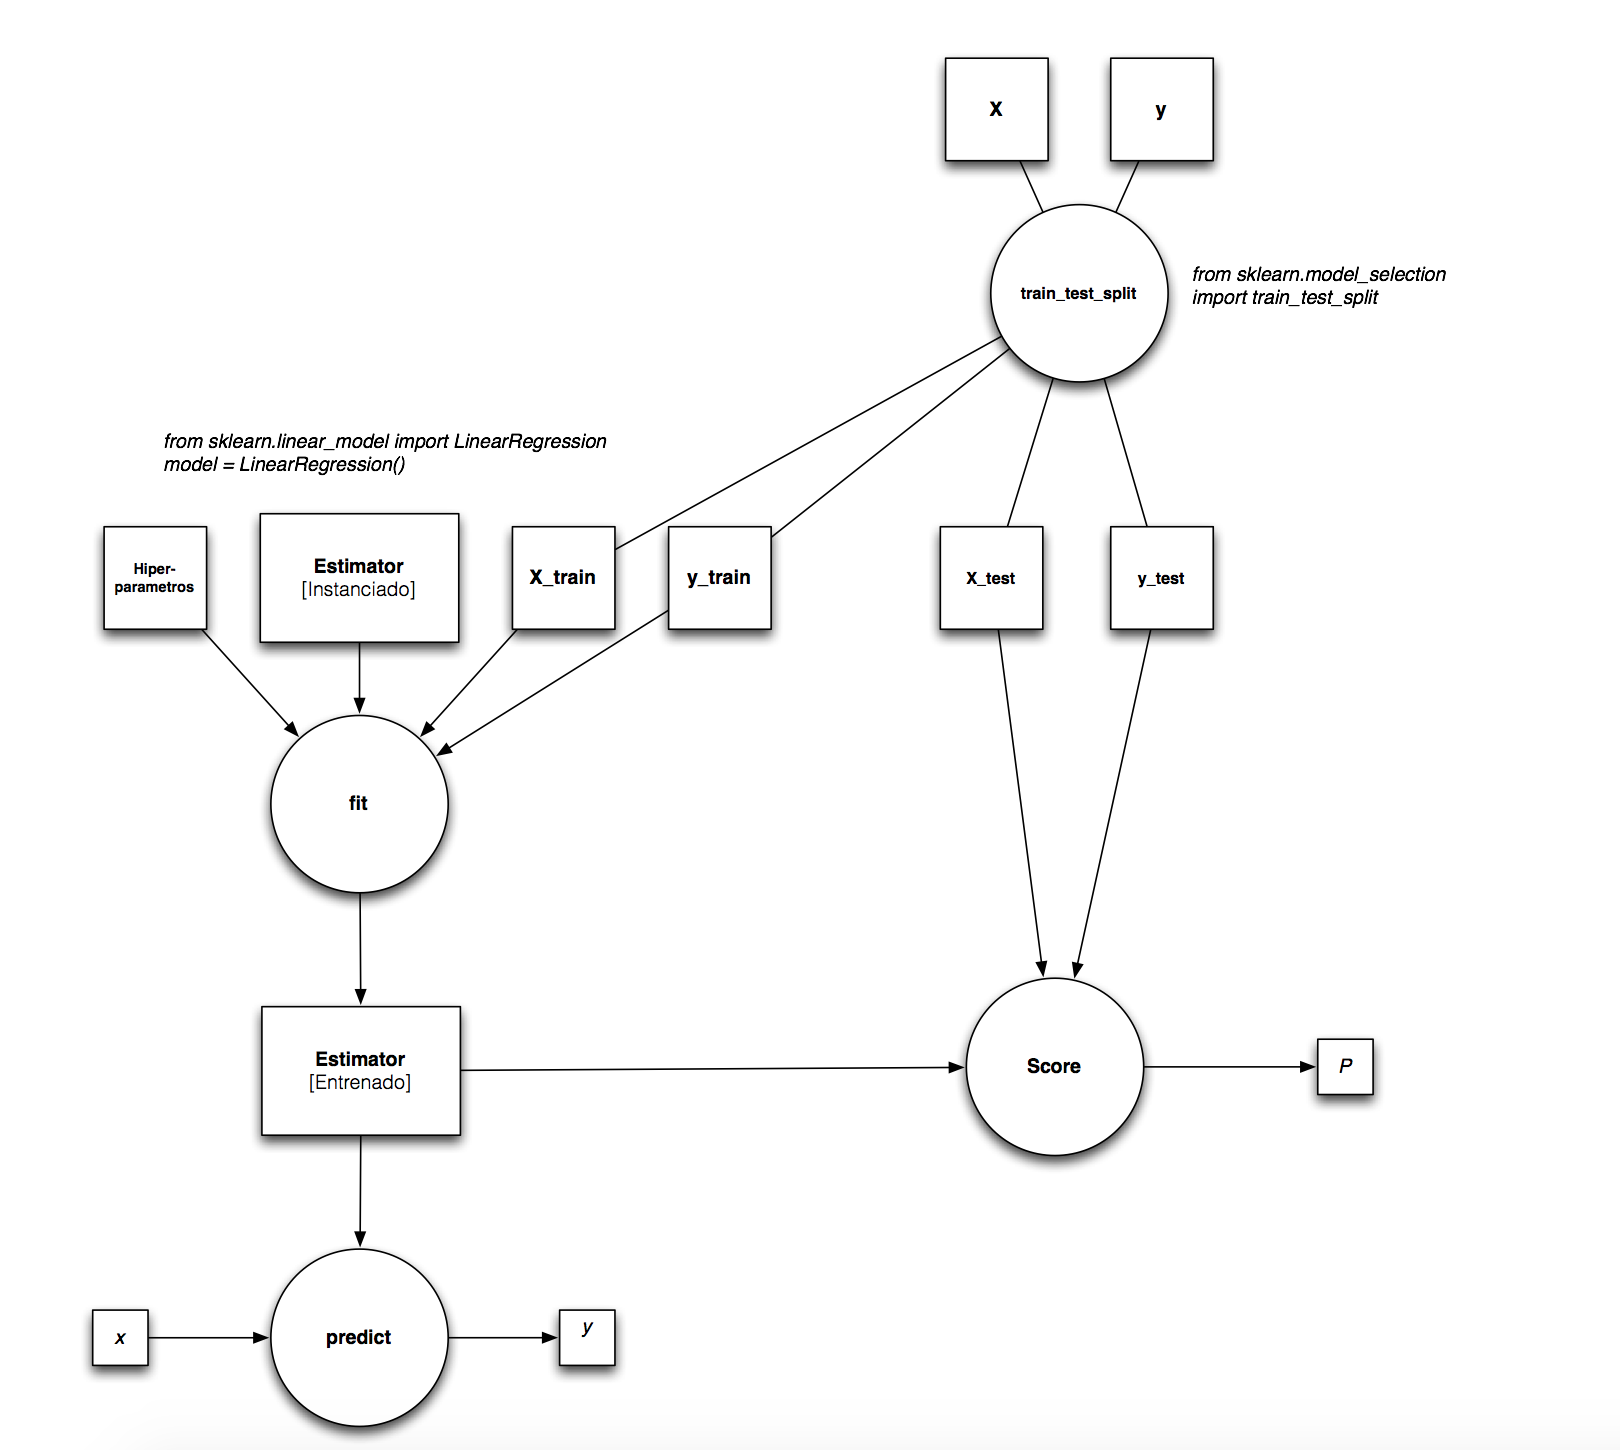 X
y
train_test_split
from sklearn.model_selection
import train_test_split
from sklearn.linear_model import LinearRegression
model = LinearRegression()
Hiper-
parametros
Estimator
[Instanciado]
X_train
y_train
X_test
y_test
fit
Estimator
[Entrenado]
Score
P
x
predict
y